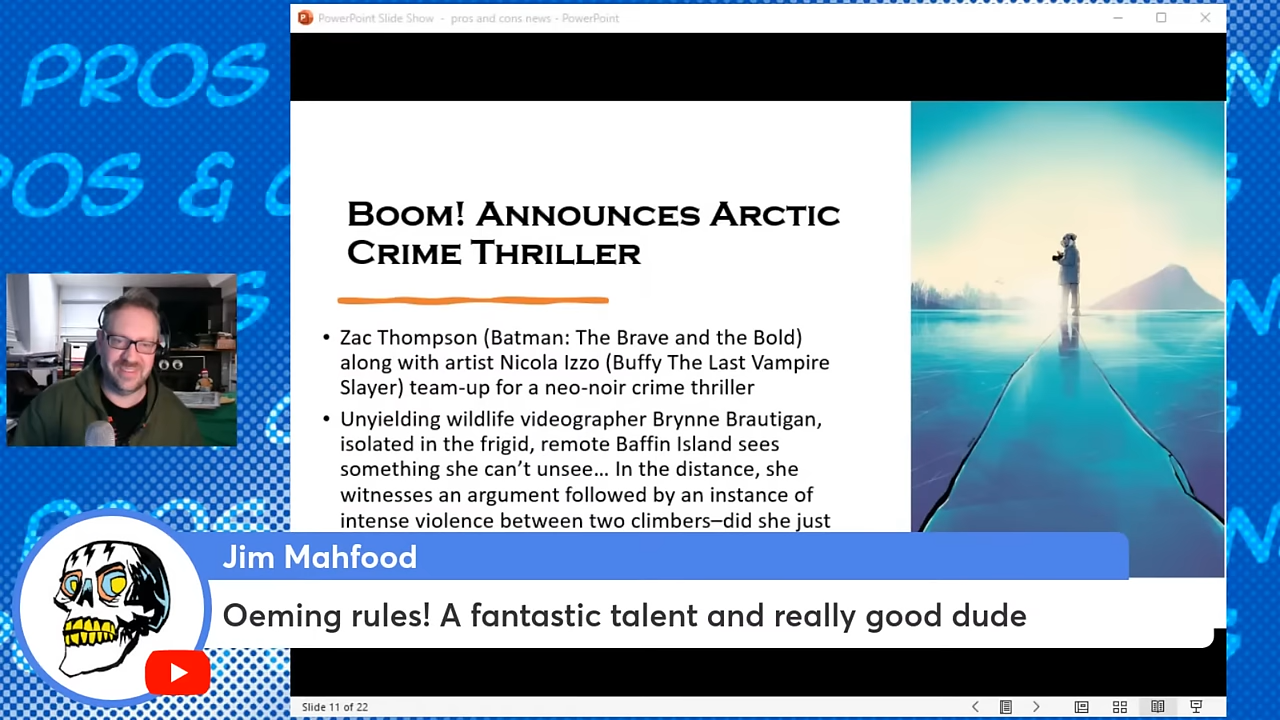 PowerPoint Slide Show - pros and cons news - PowerPoint
PROS
POS & C
Boom! Announces Arctic
Crime Thriller
• Zac Thompson (Batman: The Brave and the Bold)
along with artist Nicola Izzo (Buffy The Last Vampire
Slayer) team-up for a neo-noir crime thriller
• Unyielding wildlife videographer Brynne Brautigan,
isolated in the frigid, remote Baffin Island sees
something she can't unsee… In the distance, she
witnesses an argument followed by an instance of
intense violence between two climbers–did she just
Jim Mahfood
Oeming rules! A fantastic talent and really good dude
Slide 11 of 22